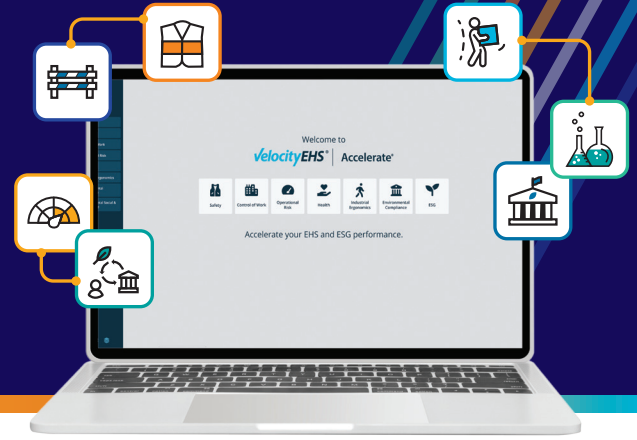 Welcome to
VelocityEHS® | Accelerate®
Safety
Control of Work
Operational Risk
Health
Industrial Ergonomics
Environmental Compliance
ESG
Accelerate your EHS and ESG performance.